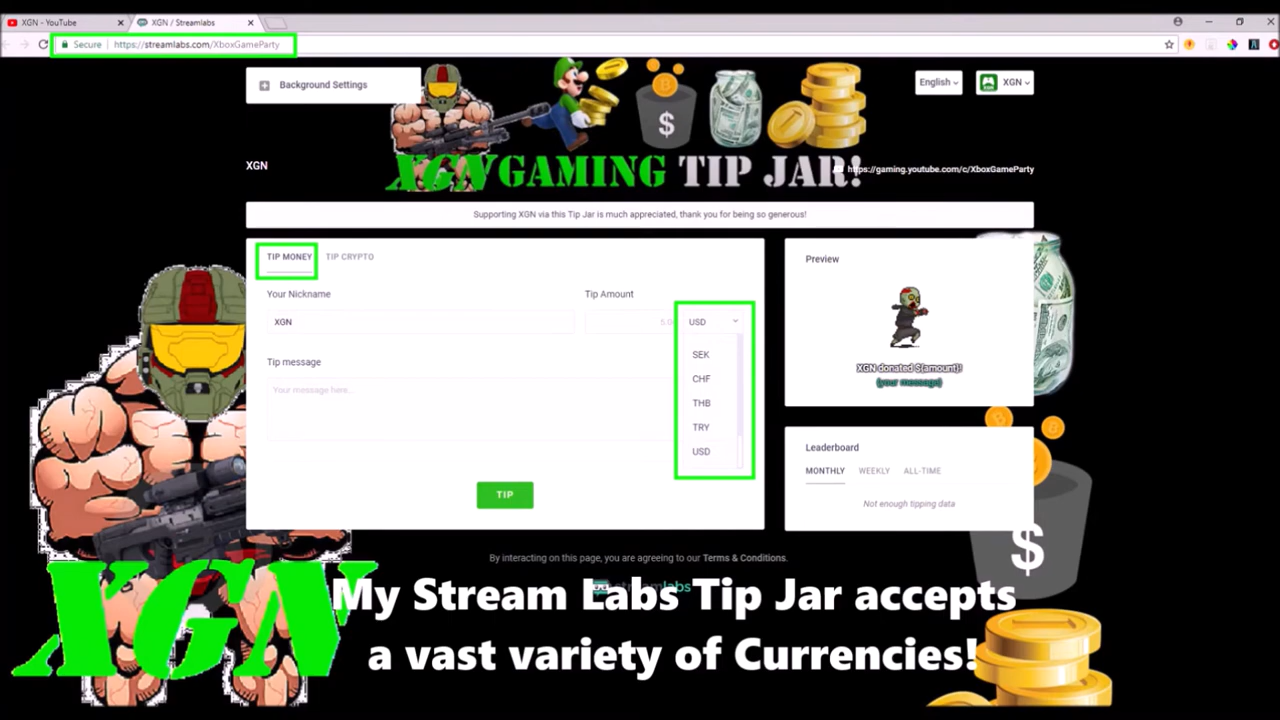 XGN - YouTube
XGN / Streamlabs
Secure
https://streamlabs.com/XboxGameParty
Background Settings
English
XGN
$
XGN GAMING TIP JAR!
XGN
https://gaming.youtube.com/c/XboxGameParty
Supporting XGN via this Tip Jar is much appreciated, thank you for being so generous!
TIP MONEY
TIP CRYPTO
Your Nickname
XGN
Tip Amount
USD
SEK
CHF
THB
TRY
USD
Tip message
Your message here...
TIP
Preview
XGN donated ${amount}!
{your message}
Leaderboard
MONTHLY
WEEKLY
ALL-TIME
Not enough tipping data
$
By interacting on this page, you are agreeing to our Terms & Conditions.
streamlabs
XGN
My Stream Labs Tip Jar accepts
a vast variety of Currencies!